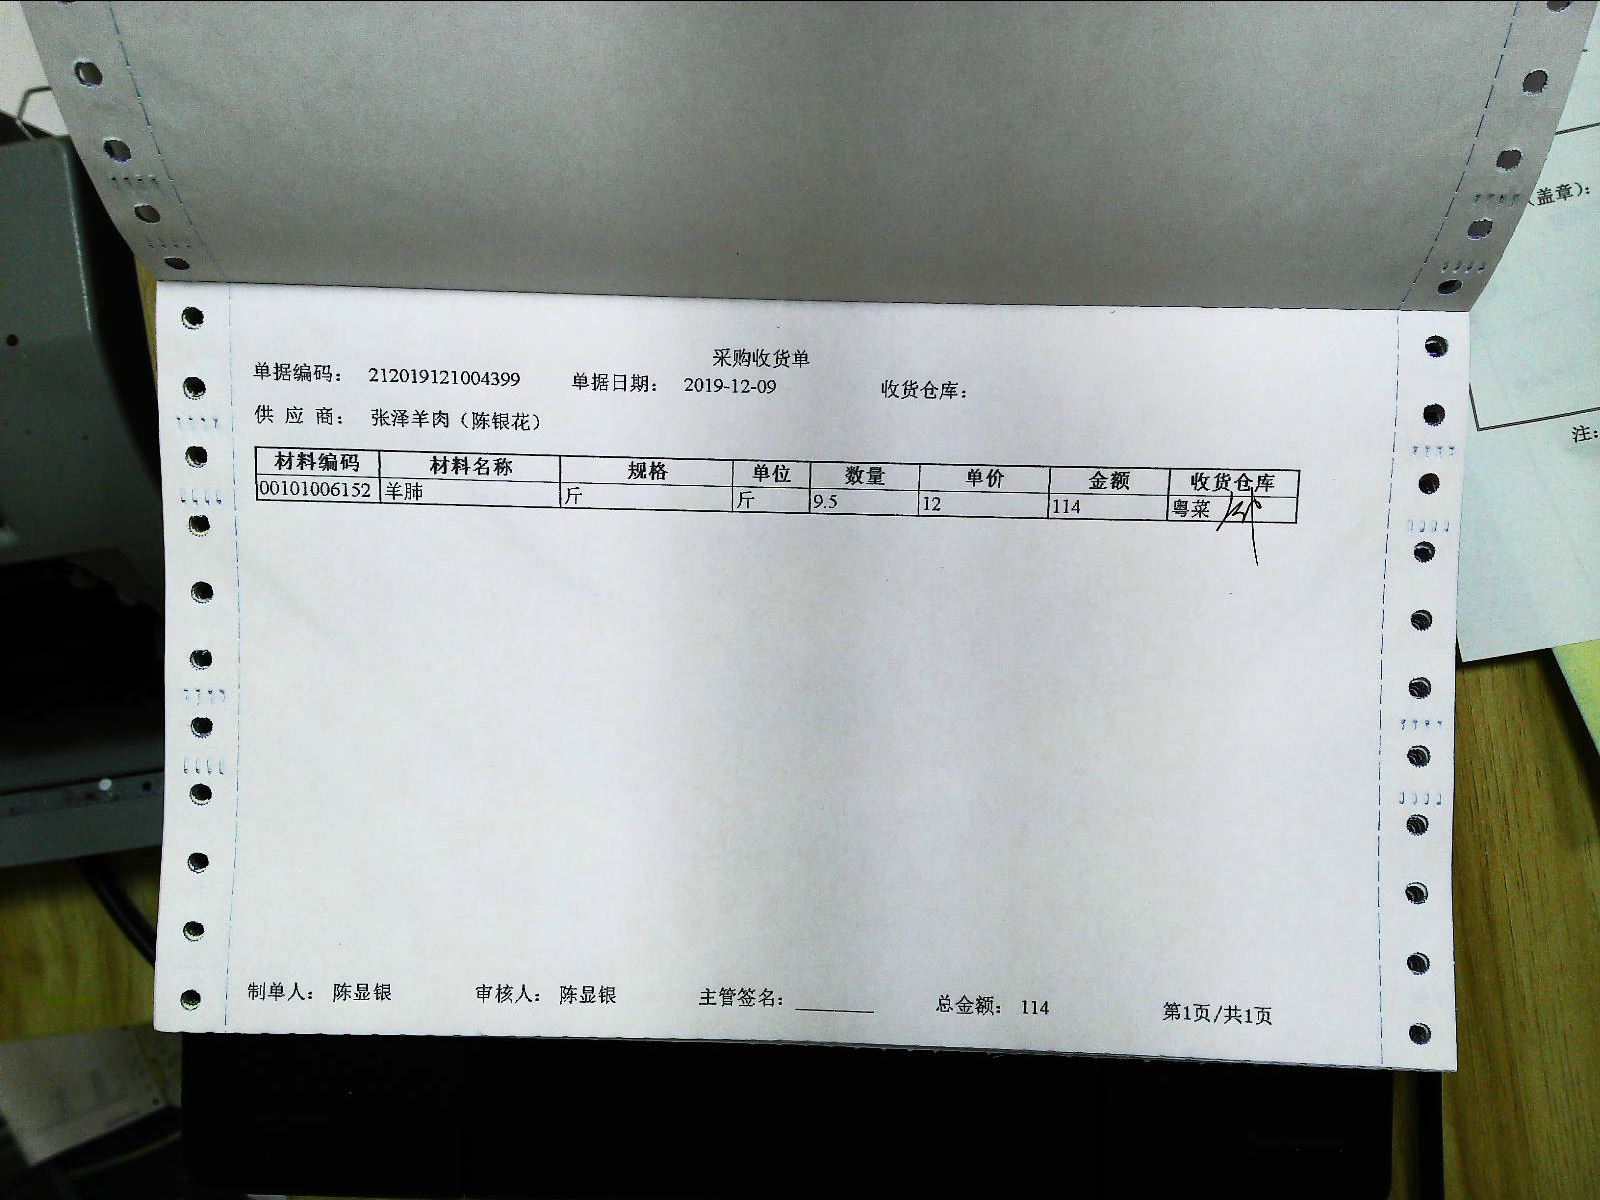 （盖章）：
注：
采购收货单
单据编码： 212019121004399 单据日期： 2019-12-09 收货仓库：
供 应 商： 张泽羊肉（陈银花）
材料编码 材料名称 规格 单位 数量 单价 金额 收货仓库
00101006152 羊肺 斤 斤 9.5 12 114 粤菜
制单人： 陈显银 审核人： 陈显银 主管签名： 总金额： 114 第1页/共1页